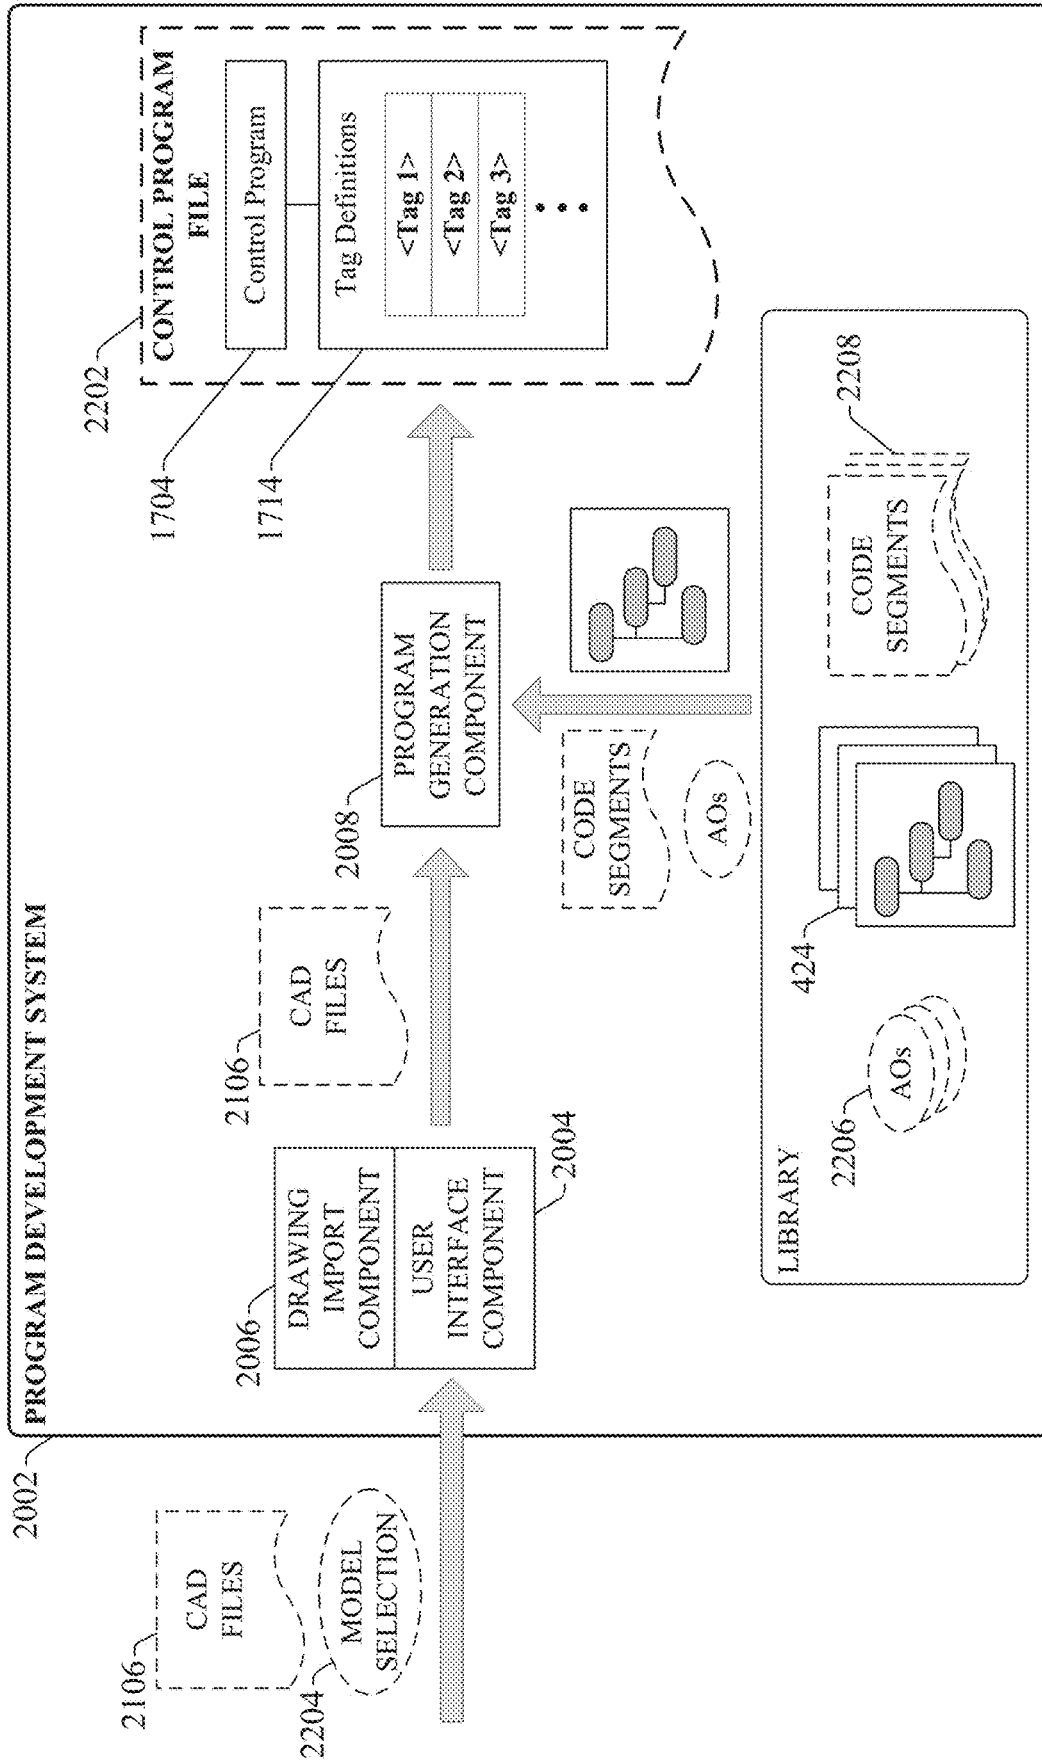 PROGRAM DEVELOPMENT SYSTEM
2002
2106
CAD
FILES
2204
MODEL
SELECTION
2006
DRAWING
IMPORT
COMPONENT
USER
INTERFACE
COMPONENT
2004
2106
CAD
FILES
2008
PROGRAM
GENERATION
COMPONENT
CODE
SEGMENTS
AOs
2202
CONTROL PROGRAM
FILE
1704
Control Program
1714
Tag Definitions
<Tag 1>
<Tag 2>
<Tag 3>
LIBRARY
2206
AOs
424
CODE
SEGMENTS
2208